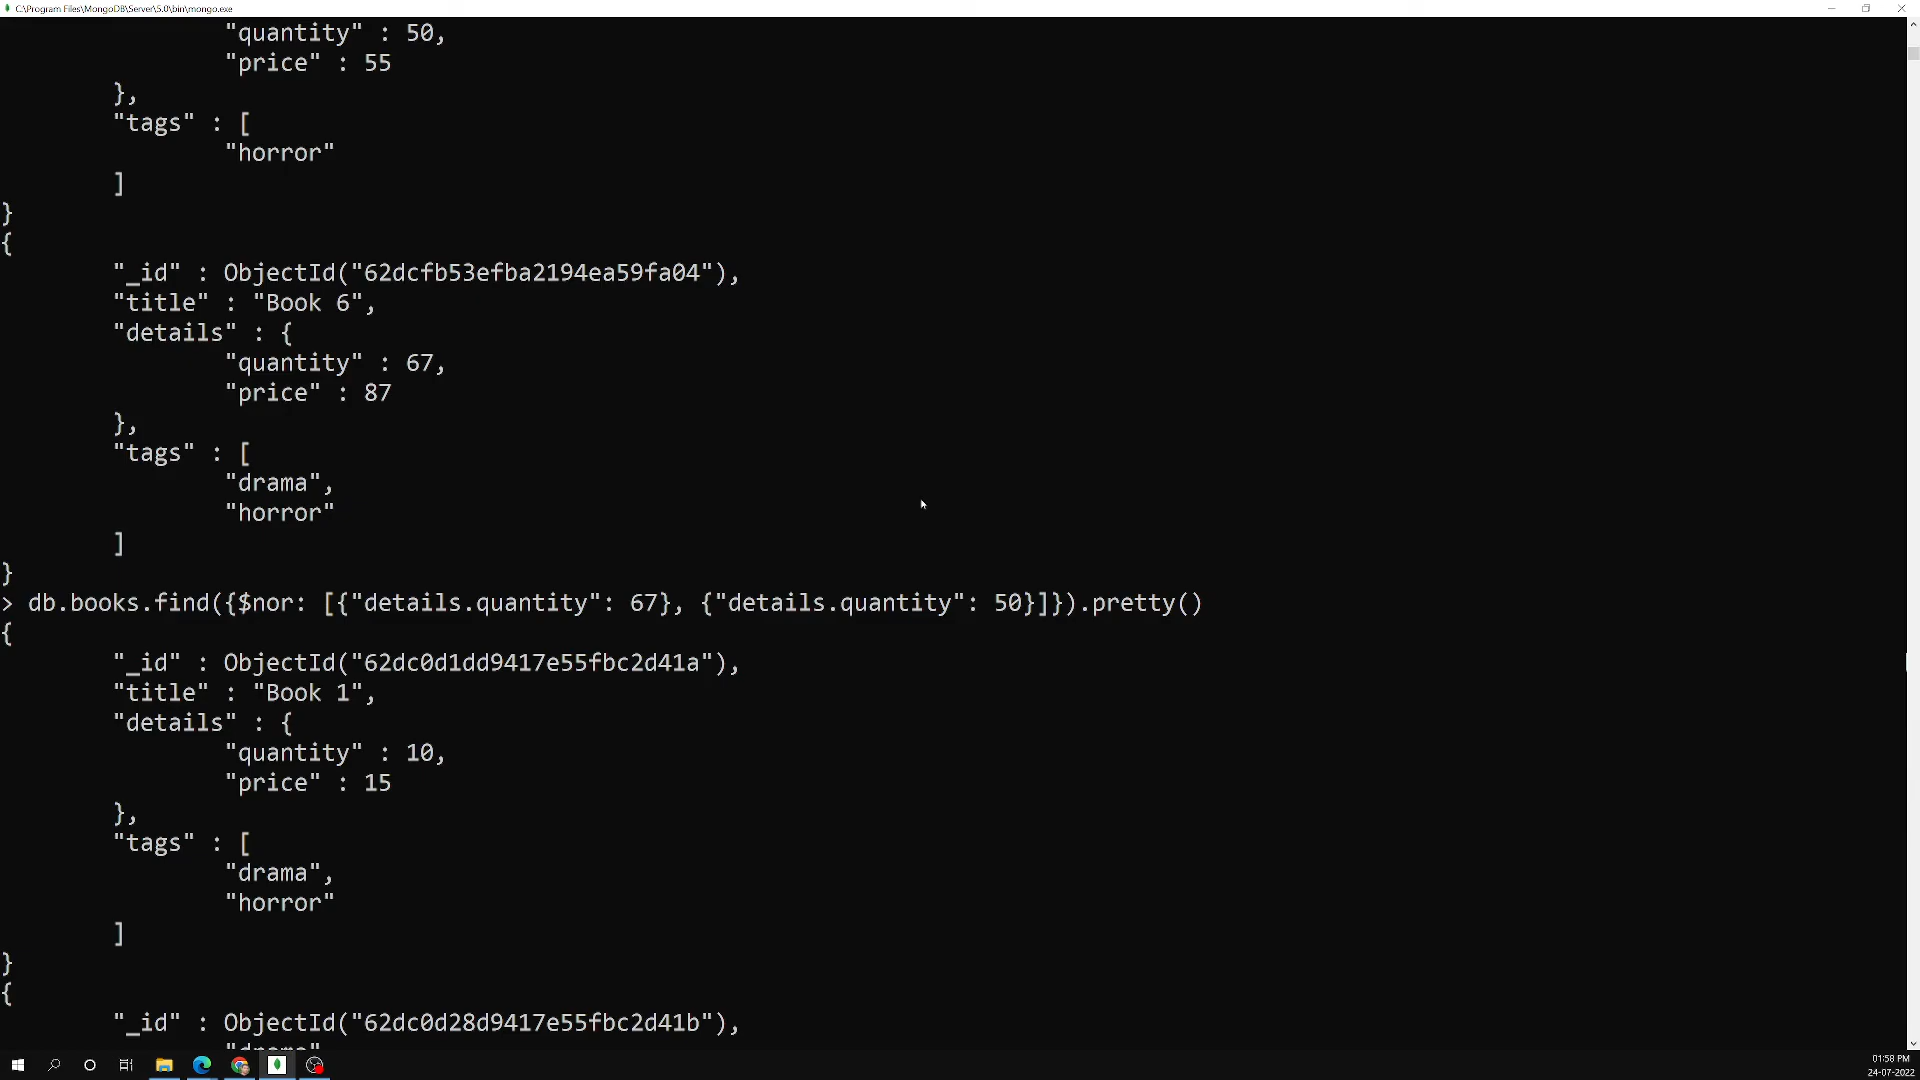 C:\Program Files\MongoDB\Server\5.0\bin\mongo.exe
"quantity" : 50,
"price" : 55
},
"tags" : [
"horror"
]
}
{
"_id" : ObjectId("62dcfb53efba2194ea59fa04"),
"title" : "Book 6",
"details" : {
"quantity" : 67,
"price" : 87
},
"tags" : [
"drama",
"horror"
]
}
> db.books.find({$nor: [{"details.quantity": 67}, {"details.quantity": 50}]}).pretty()
{
"_id" : ObjectId("62dc0d1dd9417e55fbc2d41a"),
"title" : "Book 1",
"details" : {
"quantity" : 10,
"price" : 15
},
"tags" : [
"drama",
"horror"
]
}
{
"_id" : ObjectId("62dc0d28d9417e55fbc2d41b"),
01:58 PM
24-07-2022